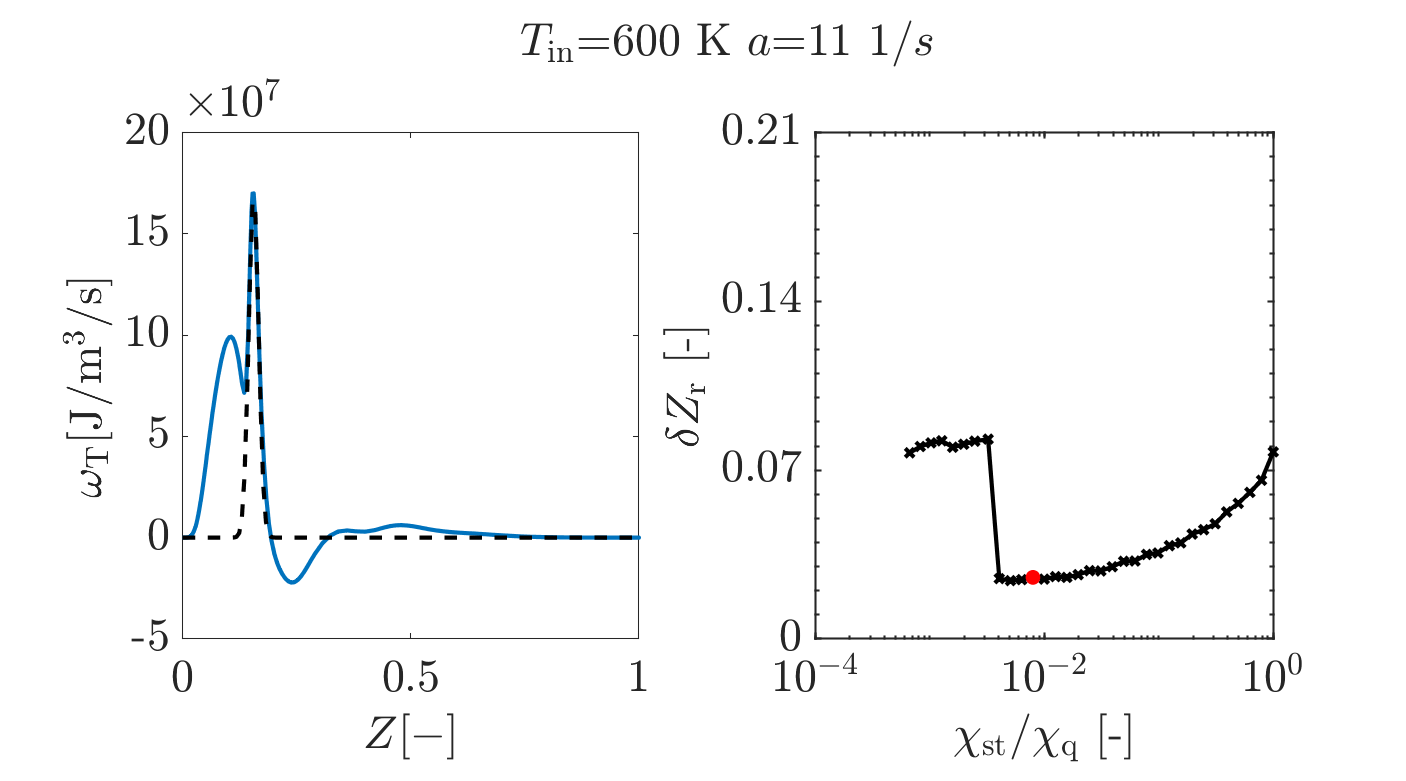 T_in=600 K a=11 1/s
×10^7
20
15
10
5
0
-5
0 0.5 1
Z[−]
ω_T[J/m^3/s]
0.21
0.14
0.07
0
10^−4 10^−2 10^0
χ_st/χ_q [-]
δZ_r [-]